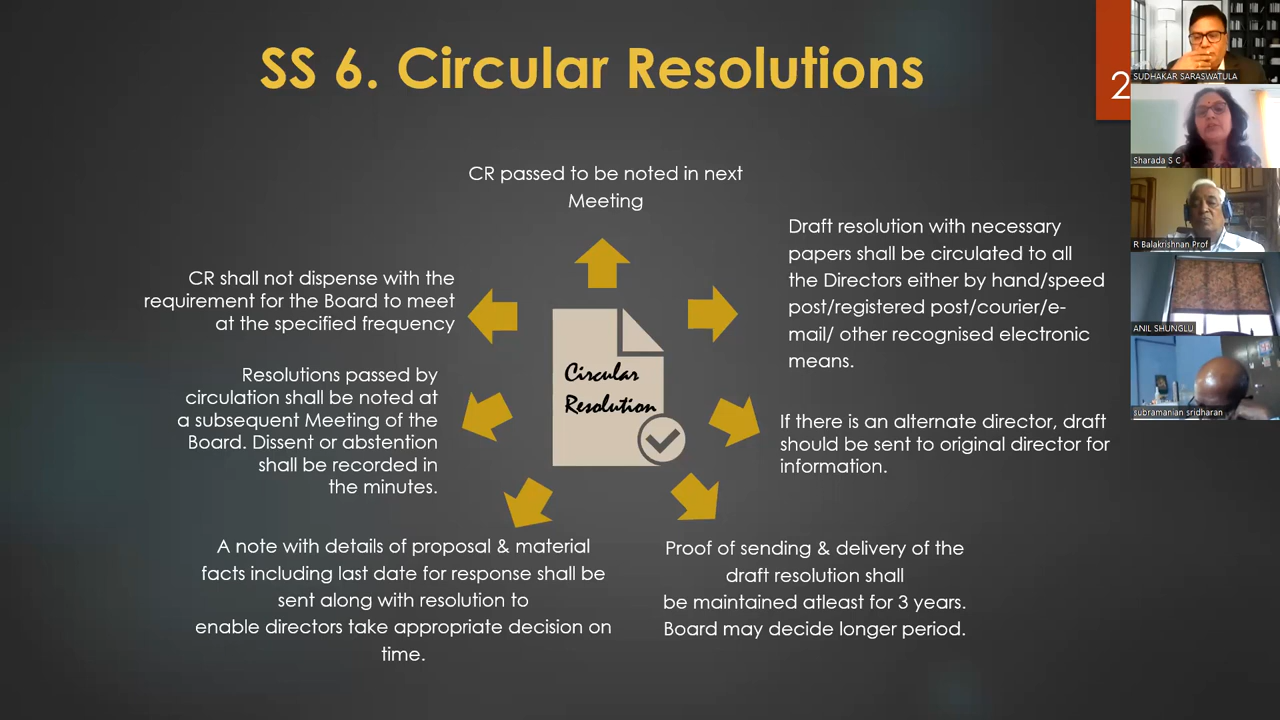 SS 6. Circular Resolutions
2
CR passed to be noted in next
Meeting
Draft resolution with necessary
papers shall be circulated to all
the Directors either by hand/speed
post/registered post/courier/e-
mail/ other recognised electronic
means.
If there is an alternate director, draft
should be sent to original director for
information.
Proof of sending & delivery of the
draft resolution shall
be maintained atleast for 3 years.
Board may decide longer period.
A note with details of proposal & material
facts including last date for response shall be
sent along with resolution to
enable directors take appropriate decision on
time.
Resolutions passed by
circulation shall be noted at
a subsequent Meeting of the
Board. Dissent or abstention
shall be recorded in
the minutes.
CR shall not dispense with the
requirement for the Board to meet
at the specified frequency
Circular
Resolution
SUDHAKAR SARASWATULA
Sharada S C
R Balakrishnan Prof
ANIL SHUNGLU
subramanian sridharan